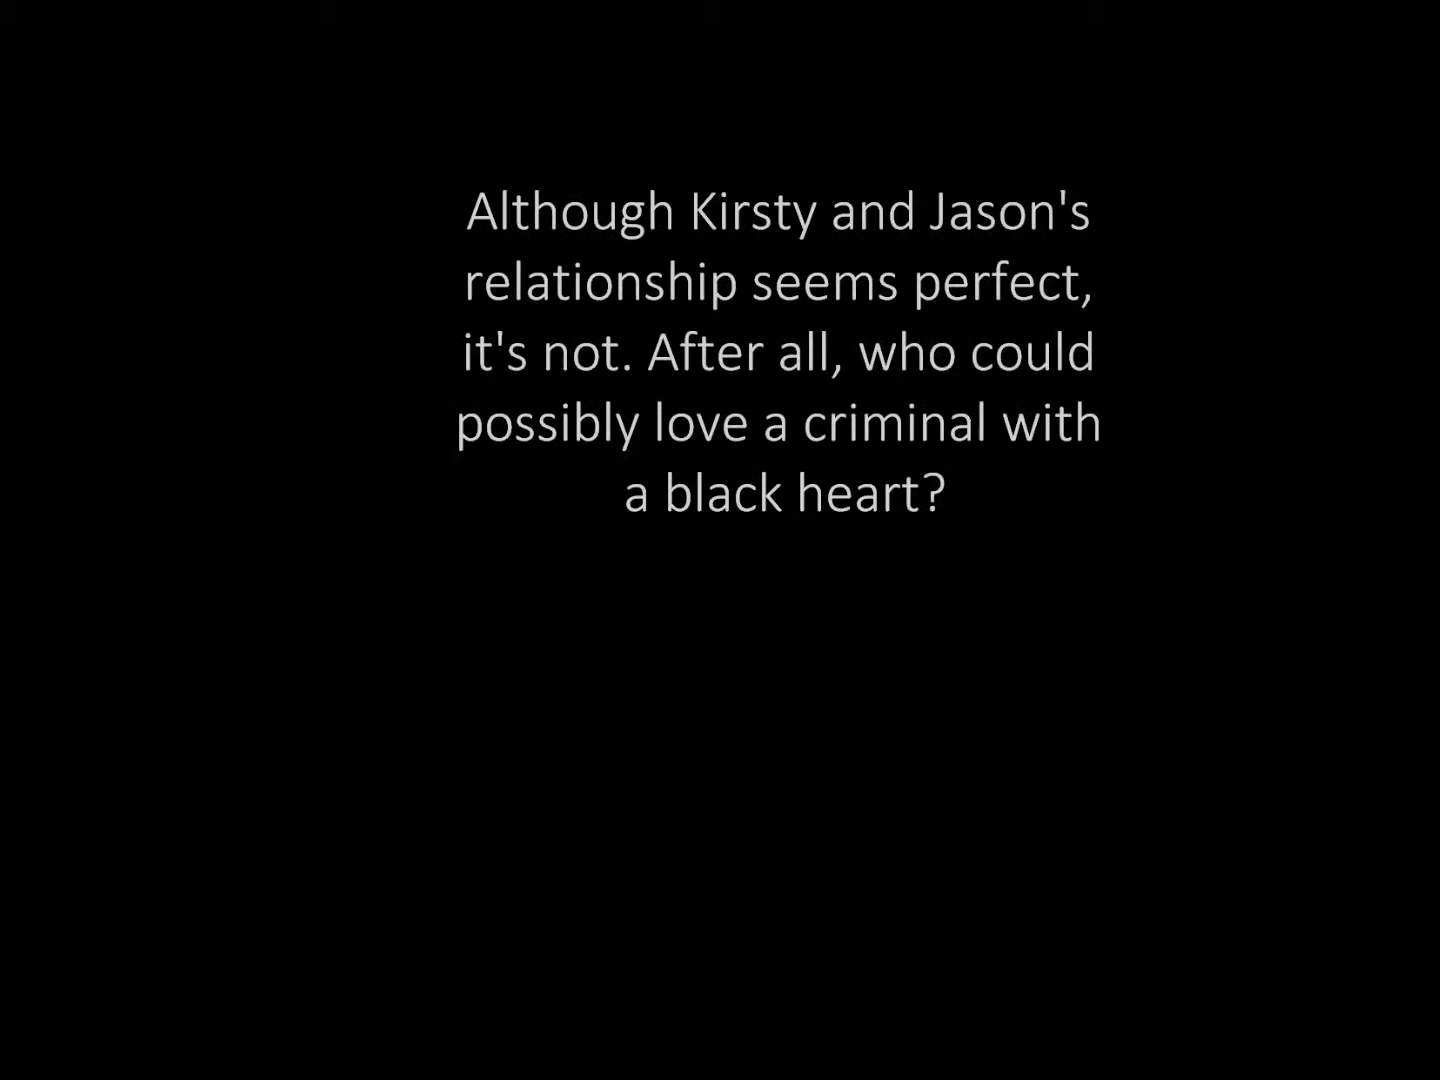 Although Kirsty and Jason's
relationship seems perfect,
it's not. After all, who could
possibly love a criminal with
a black heart?